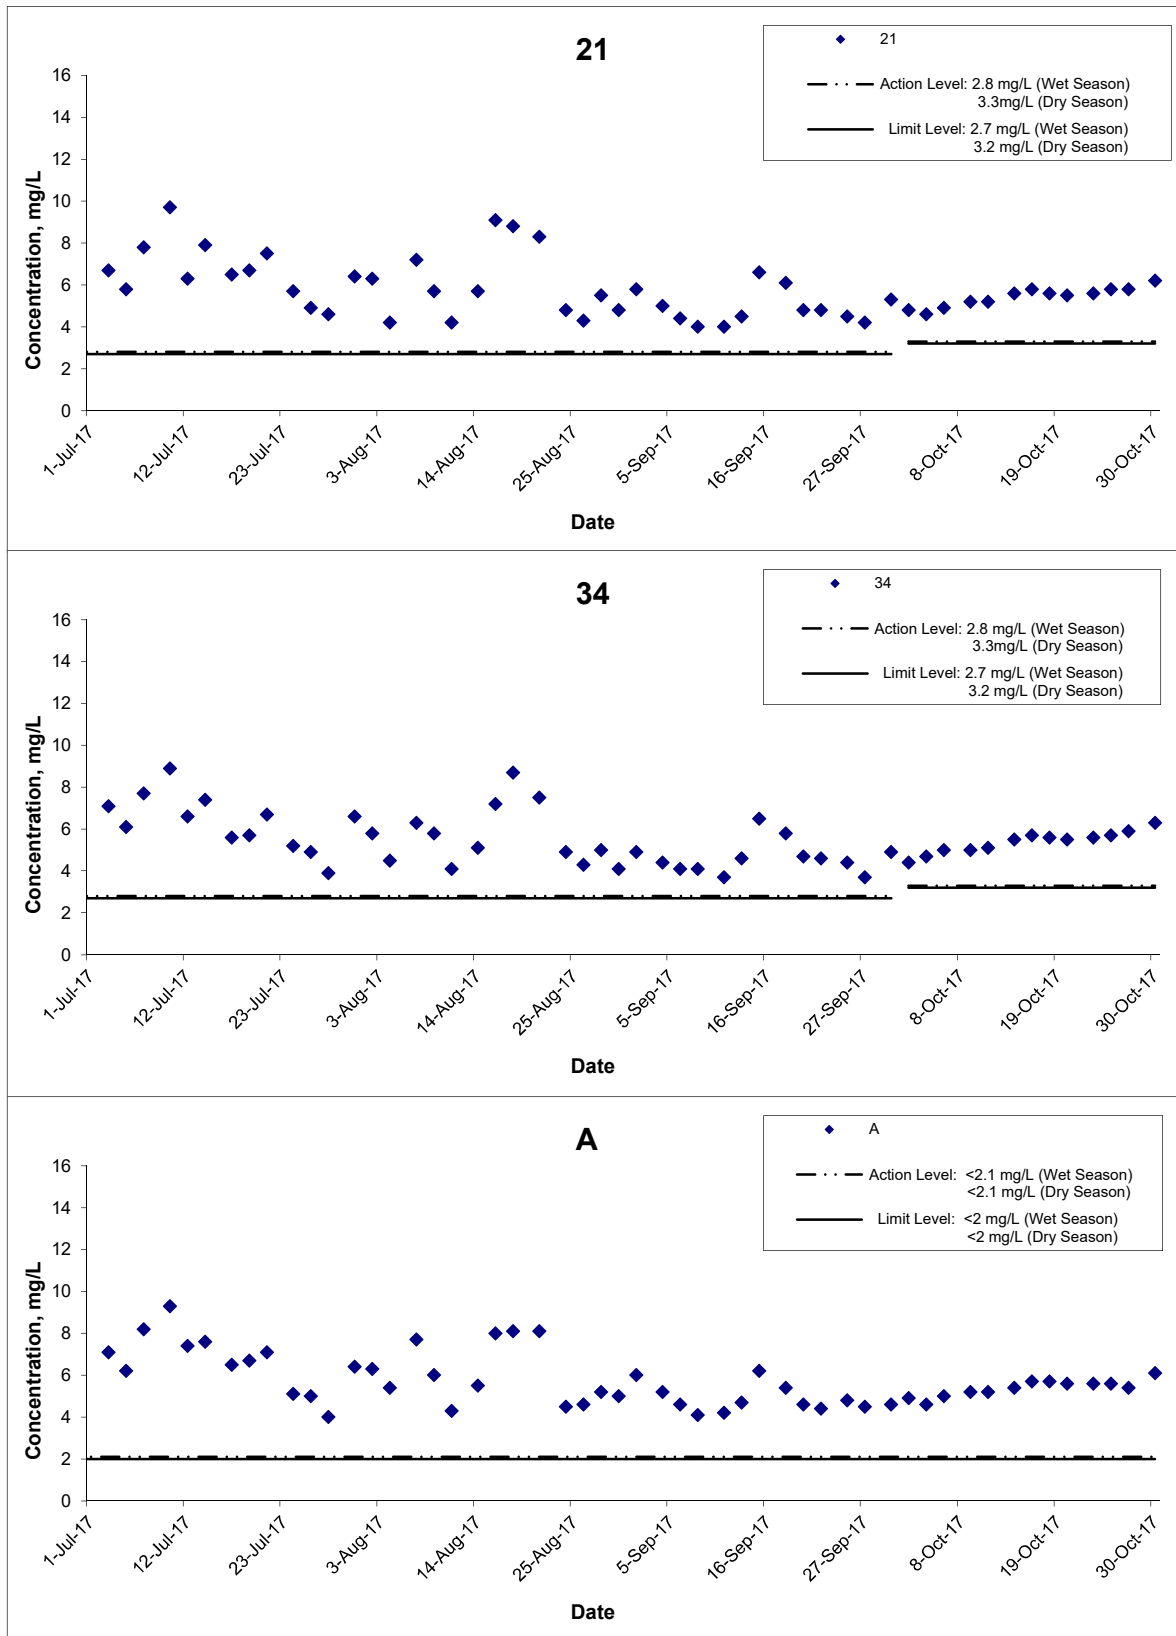 21
21
Action Level: 2.8 mg/L (Wet Season)
3.3mg/L (Dry Season)
Limit Level: 2.7 mg/L (Wet Season)
3.2 mg/L (Dry Season)
Concentration, mg/L
16
14
12
10
8
6
4
2
0
1-Jul-17
12-Jul-17
23-Jul-17
3-Aug-17
14-Aug-17
25-Aug-17
5-Sep-17
16-Sep-17
27-Sep-17
8-Oct-17
19-Oct-17
30-Oct-17
Date
34
34
Action Level: 2.8 mg/L (Wet Season)
3.3mg/L (Dry Season)
Limit Level: 2.7 mg/L (Wet Season)
3.2 mg/L (Dry Season)
Concentration, mg/L
16
14
12
10
8
6
4
2
0
1-Jul-17
12-Jul-17
23-Jul-17
3-Aug-17
14-Aug-17
25-Aug-17
5-Sep-17
16-Sep-17
27-Sep-17
8-Oct-17
19-Oct-17
30-Oct-17
Date
A
A
Action Level: <2.1 mg/L (Wet Season)
<2.1 mg/L (Dry Season)
Limit Level: <2 mg/L (Wet Season)
<2 mg/L (Dry Season)
Concentration, mg/L
16
14
12
10
8
6
4
2
0
1-Jul-17
12-Jul-17
23-Jul-17
3-Aug-17
14-Aug-17
25-Aug-17
5-Sep-17
16-Sep-17
27-Sep-17
8-Oct-17
19-Oct-17
30-Oct-17
Date